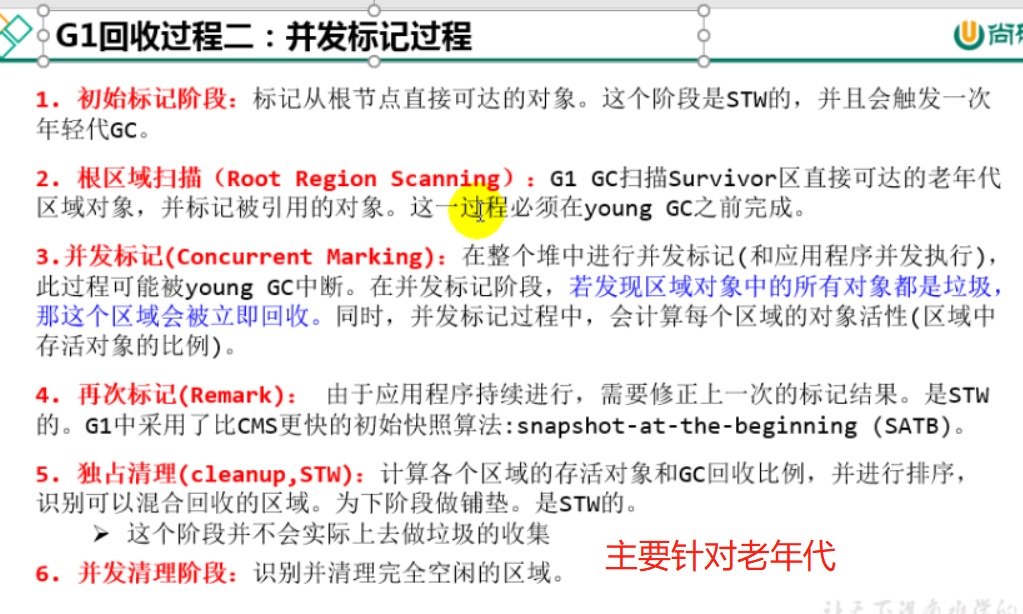 G1回收过程二：并发标记过程
尚
1. 初始标记阶段：标记从根节点直接可达的对象。这个阶段是STW的，并且会触发一次
年轻代GC。
2. 根区域扫描（Root Region Scanning）：G1 GC扫描Survivor区直接可达的老年代
区域对象，并标记被引用的对象。这一过程必须在young GC之前完成。
3.并发标记(Concurrent Marking)：在整个堆中进行并发标记(和应用程序并发执行)，
此过程可能被young GC中断。在并发标记阶段，若发现区域对象中的所有对象都是垃圾，
那这个区域会被立即回收。同时，并发标记过程中，会计算每个区域的对象活性(区域中
存活对象的比例)。
4. 再次标记(Remark)： 由于应用程序持续进行，需要修正上一次的标记结果。是STW
的。G1中采用了比CMS更快的初始快照算法:snapshot-at-the-beginning (SATB)。
5. 独占清理(cleanup,STW)：计算各个区域的存活对象和GC回收比例，并进行排序，
识别可以混合回收的区域。为下阶段做铺垫。是STW的。
➤ 这个阶段并不会实际上去做垃圾的收集
主要针对老年代
6. 并发清理阶段：识别并清理完全空闲的区域。